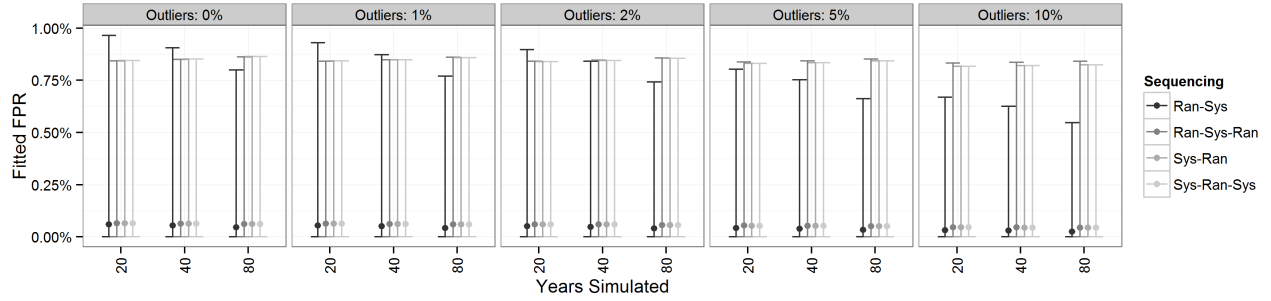 Outliers: 0%
Outliers: 1%
Outliers: 2%
Outliers: 5%
Outliers: 10%
Fitted FPR
1.00%
0.75%
0.50%
0.25%
0.00%
20
40
80
20
40
80
20
40
80
20
40
80
20
40
80
Years Simulated
Sequencing
Ran-Sys
Ran-Sys-Ran
Sys-Ran
Sys-Ran-Sys